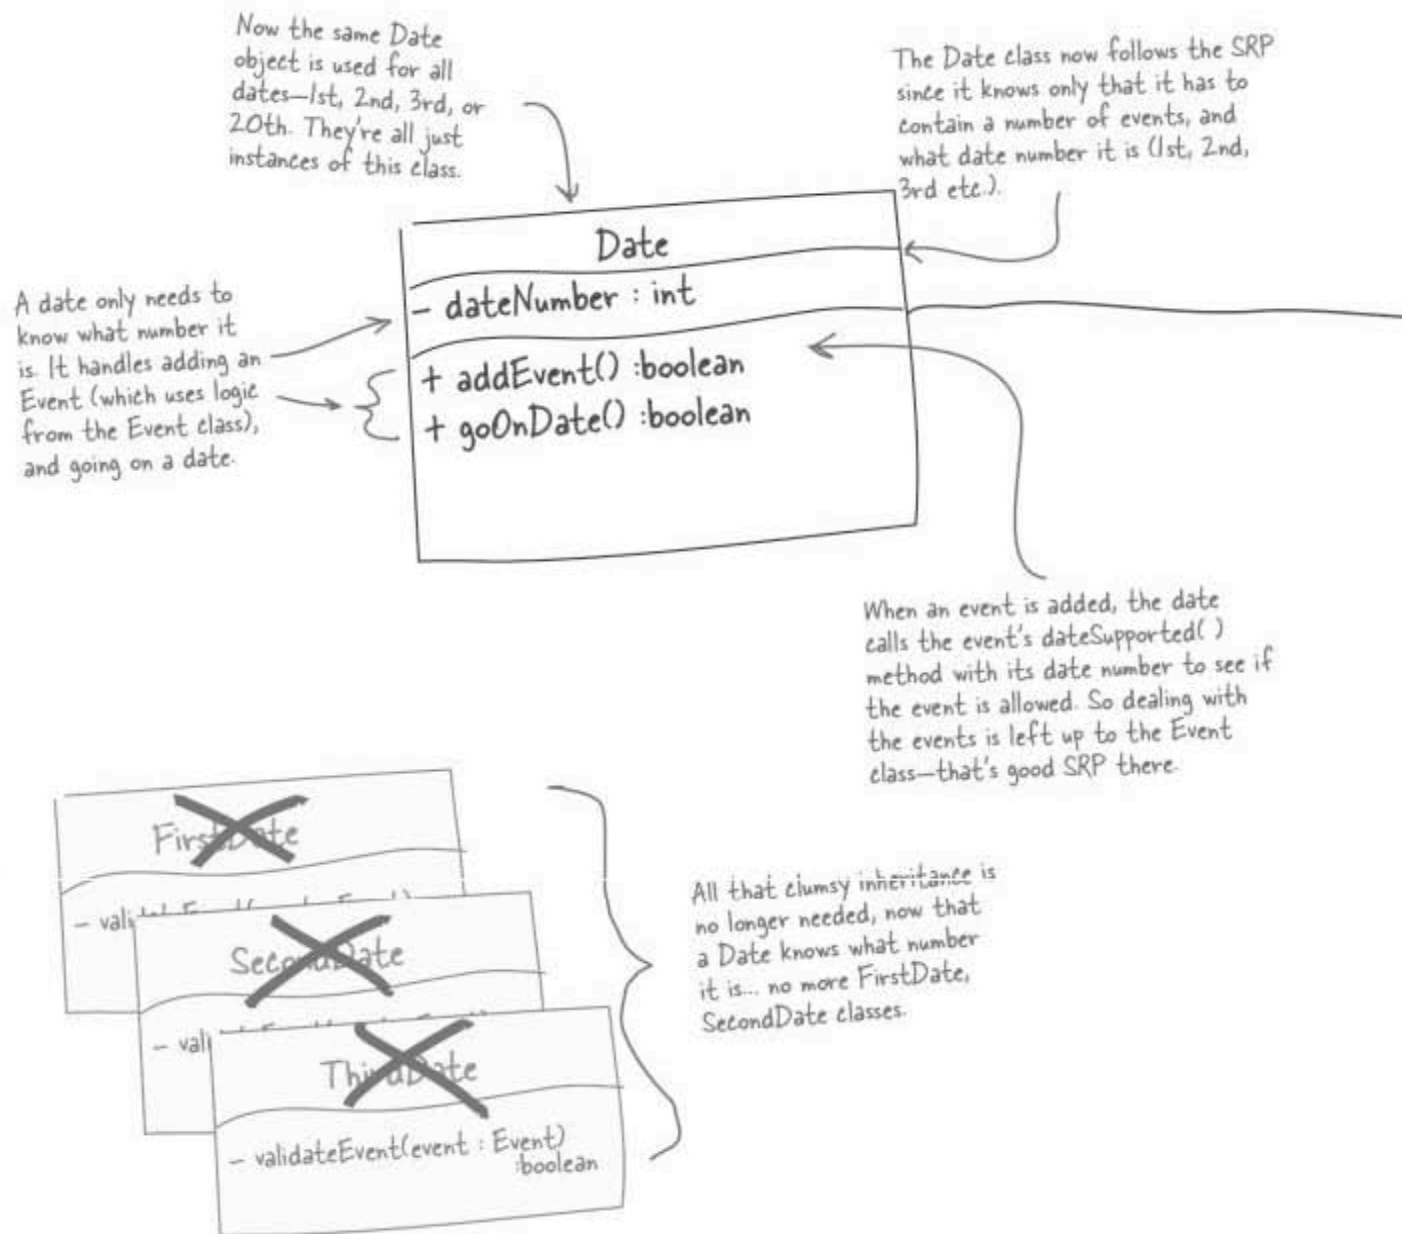 Now the same Date
object is used for all
dates—1st, 2nd, 3rd, or
20th. They're all just
instances of this class.
The Date class now follows the SRP
since it knows only that it has to
contain a number of events, and
what date number it is (1st, 2nd,
3rd etc.).
Date
– dateNumber : int
+ addEvent() :boolean
+ goOnDate() :boolean
A date only needs to
know what number it
is. It handles adding an
Event (which uses logic
from the Event class),
and going on a date.
When an event is added, the date
calls the event's dateSupported( )
method with its date number to see if
the event is allowed. So dealing with
the events is left up to the Event
class—that's good SRP there.
FirstDate
– vali
SecondDate
– vali
ThirdDate
– validateEvent(event : Event)
:boolean
All that clumsy inheritance is
no longer needed, now that
a Date knows what number
it is... no more FirstDate,
SecondDate classes.